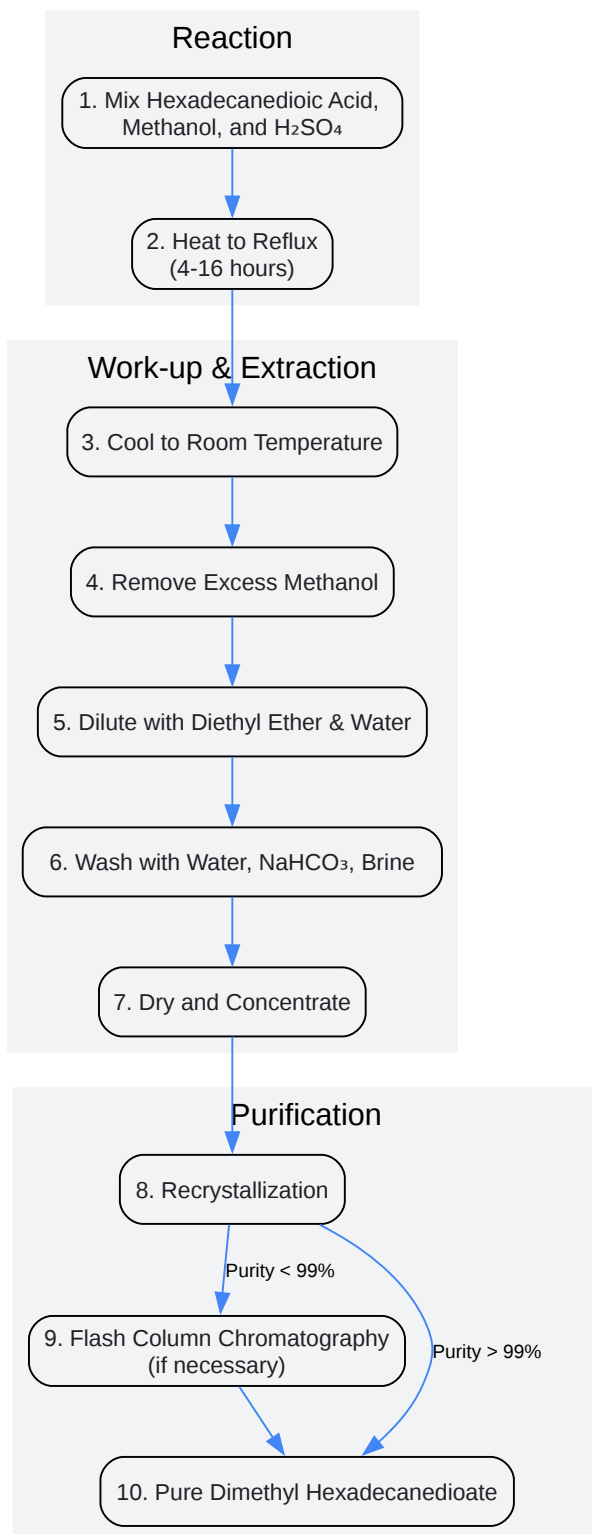 Reaction
1. Mix Hexadecanedioic Acid,
Methanol, and H₂SO₄
2. Heat to Reflux
(4-16 hours)
Work-up & Extraction
3. Cool to Room Temperature
4. Remove Excess Methanol
5. Dilute with Diethyl Ether & Water
6. Wash with Water, NaHCO₃, Brine
7. Dry and Concentrate
Purification
8. Recrystallization
Purity < 99%
9. Flash Column Chromatography
(if necessary)
Purity > 99%
10. Pure Dimethyl Hexadecanedioate